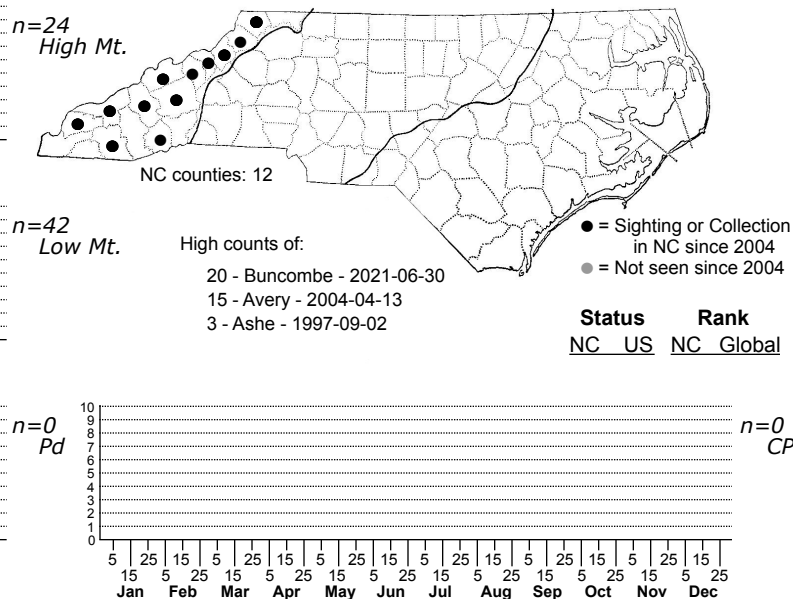 n=24
High Mt.
NC counties: 12
n=42
Low Mt.
High counts of:
20 - Buncombe - 2021-06-30
15 - Avery - 2004-04-13
3 - Ashe - 1997-09-02
= Sighting or Collection
in NC since 2004
= Not seen since 2004
Status Rank
NC US NC Global
n=0
Pd
n=0
CP
10
9
8
7
6
5
4
3
2
1
0
5 25 15 5 25 15 5 25 15 5 25 15 5 25 15 5 25 15
15 5 25 15 5 25 15 5 25 15 5 25 15 5 25 15 5 25
Jan Feb Mar Apr May Jun Jul Aug Sep Oct Nov Dec